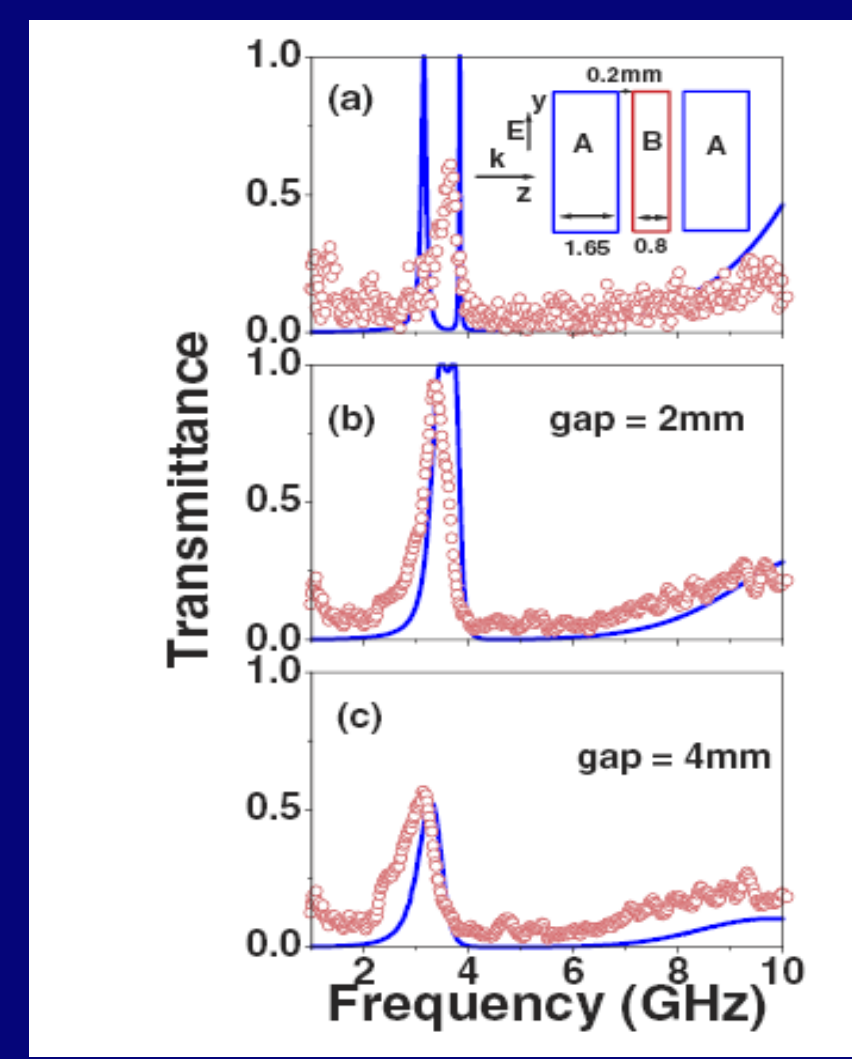 Transmittance
1.0
0.5
0.0
(a)
0.2mm
y
E
k
z
A
B
A
1.65
0.8
1.0
0.5
0.0
(b)
gap = 2mm
1.0
0.5
0.0
(c)
gap = 4mm
2 4 6 8 10
Frequency (GHz)